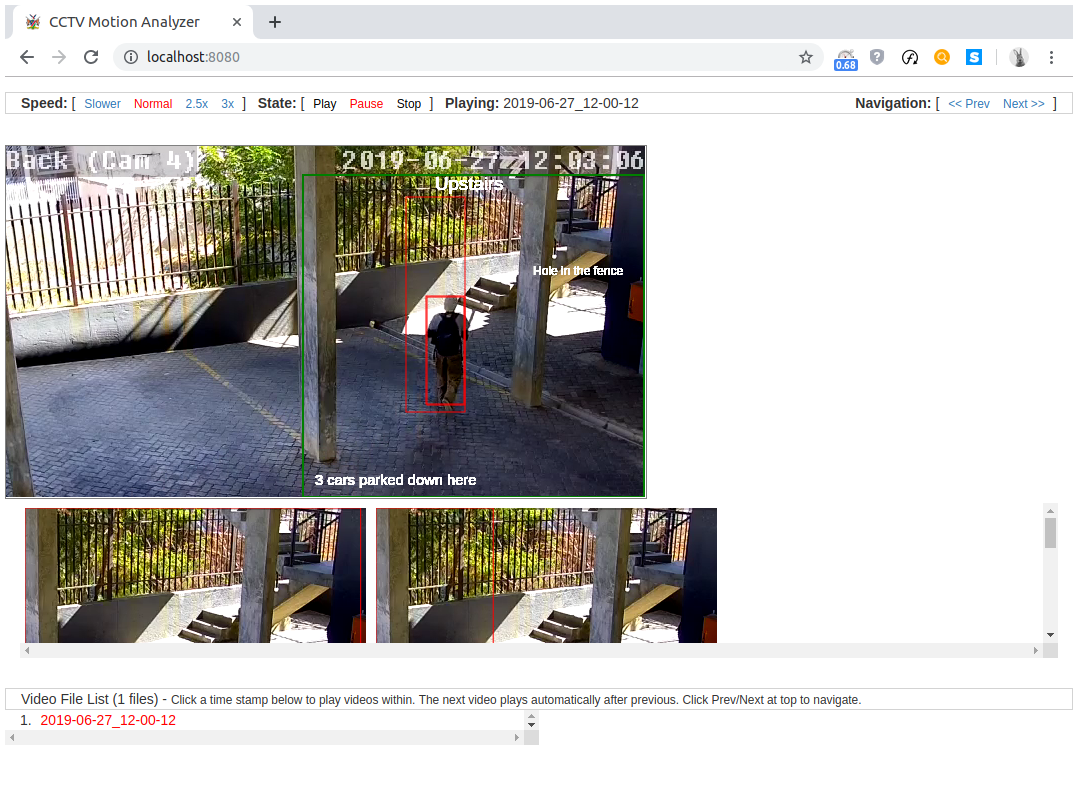 CCTV Motion Analyzer
localhost:8080
0.68
Speed: [ Slower Normal 2.5x 3x ] State: [ Play Pause Stop ] Playing: 2019-06-27_12-00-12 Navigation: [ << Prev Next >> ]
Back (Cam 4) 2019-06-27 12:03:06
Upstairs
Hole in the fence
3 cars parked down here
Video File List (1 files) - Click a time stamp below to play videos within. The next video plays automatically after previous. Click Prev/Next at top to navigate.
1. 2019-06-27_12-00-12